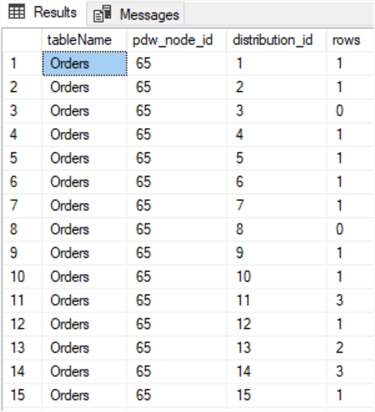 Results Messages
tableName pdw_node_id distribution_id rows
1 Orders 65 1 1
2 Orders 65 2 1
3 Orders 65 3 0
4 Orders 65 4 1
5 Orders 65 5 1
6 Orders 65 6 1
7 Orders 65 7 1
8 Orders 65 8 0
9 Orders 65 9 1
10 Orders 65 10 1
11 Orders 65 11 3
12 Orders 65 12 1
13 Orders 65 13 2
14 Orders 65 14 3
15 Orders 65 15 1